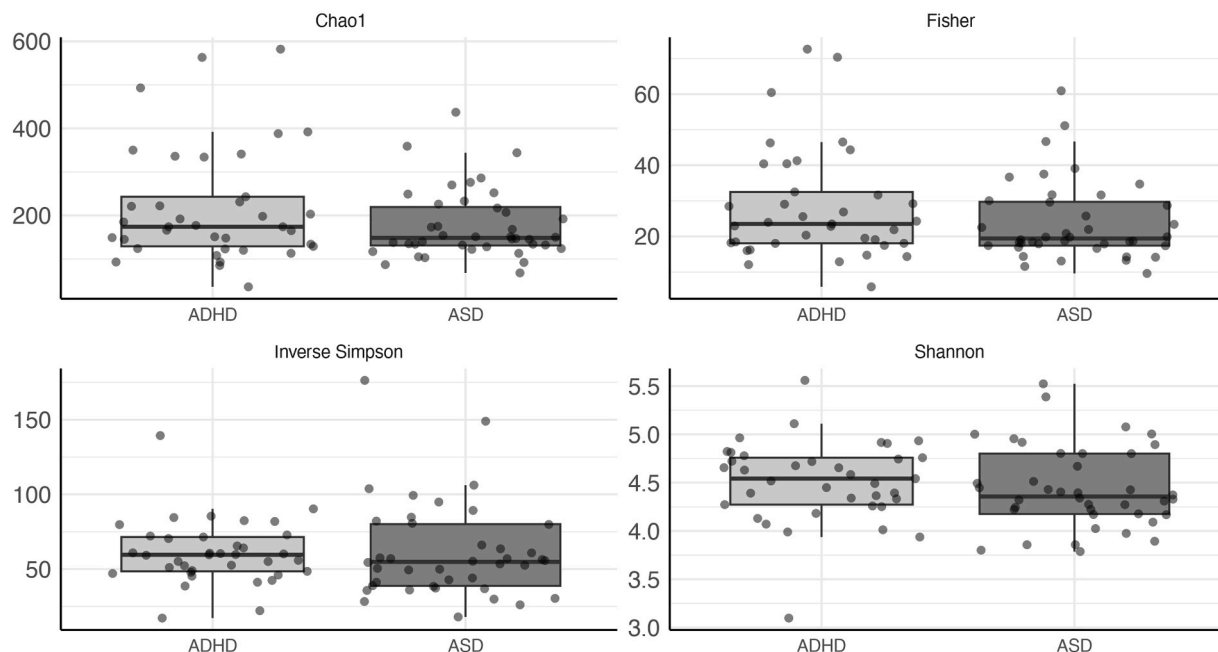 Chao1
600
400
200
ADHD ASD
Fisher
60
40
20
ADHD ASD
Inverse Simpson
150
100
50
ADHD ASD
Shannon
5.5
5.0
4.5
4.0
3.5
3.0
ADHD ASD